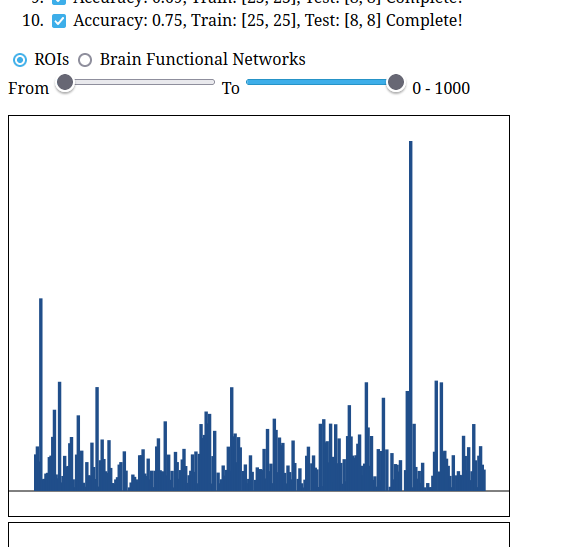 10. Accuracy: 0.75, Train: [25, 25], Test: [8, 8] Complete!
ROIs Brain Functional Networks
From To 0 - 1000